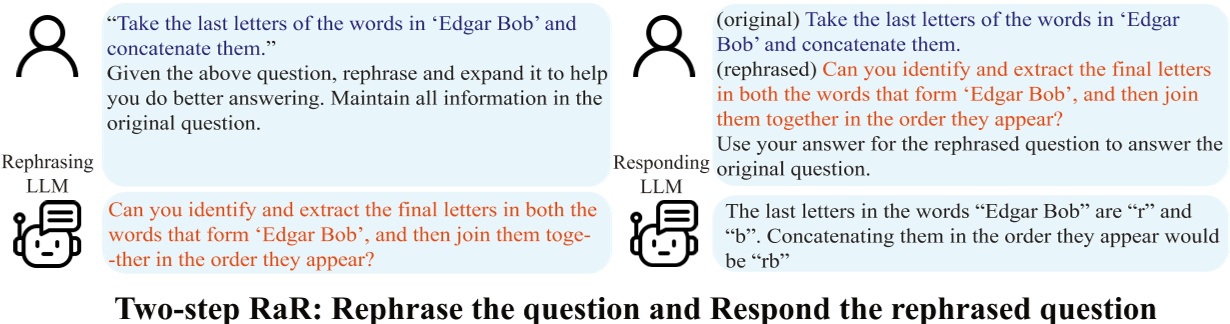 “Take the last letters of the words in ‘Edgar Bob’ and
concatenate them.”
Given the above question, rephrase and expand it to help
you do better answering. Maintain all information in the
original question.
Rephrasing
LLM
Can you identify and extract the final letters in both the
words that form ‘Edgar Bob’, and then join them toge-
-ther in the order they appear?
(original) Take the last letters of the words in ‘Edgar
Bob’ and concatenate them.
(rephrased) Can you identify and extract the final letters
in both the words that form ‘Edgar Bob’, and then join
them together in the order they appear?
Use your answer for the rephrased question to answer the
original question.
Responding
LLM
The last letters in the words “Edgar Bob” are “r” and
“b”. Concatenating them in the order they appear would
be “rb”
Two-step RaR: Rephrase the question and Respond the rephrased question